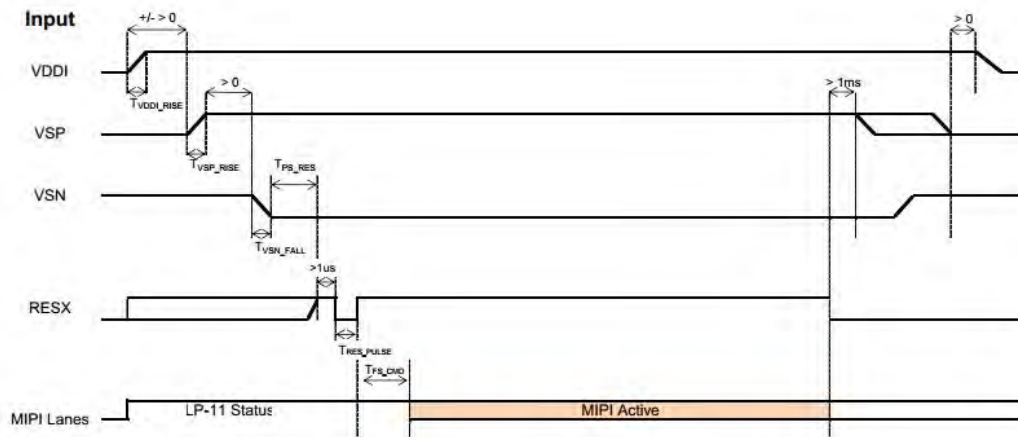 Input
+/- > 0
> 0
VDDI
TVDDI_RISE
> 0
> 1ms
VSP
TVSP_RISE
TPS_RES
VSN
TVSN_FALL
>1us
RESX
TRES_PULSE
TFS_CMD
MIPI Lanes
LP-11 Status
MIPI Active